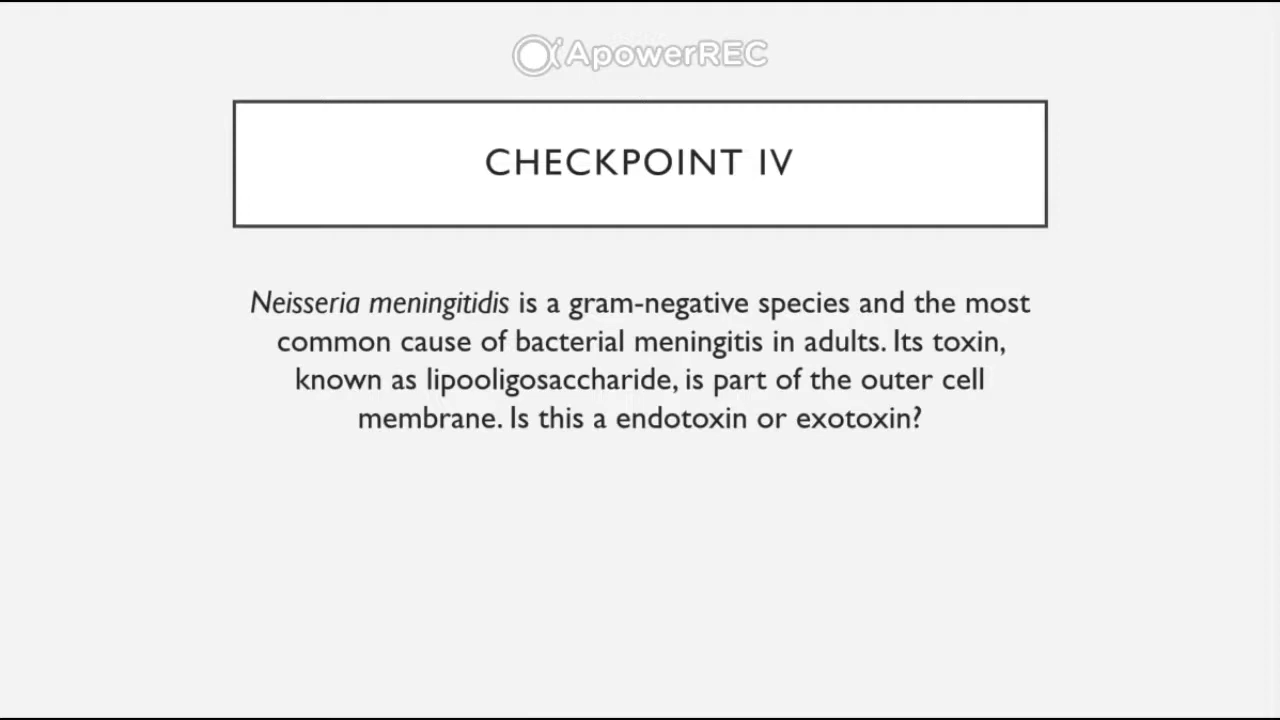 ApowerREC
CHECKPOINT IV
Neisseria meningitidis is a gram-negative species and the most
common cause of bacterial meningitis in adults. Its toxin,
known as lipooligosaccharide, is part of the outer cell
membrane. Is this a endotoxin or exotoxin?